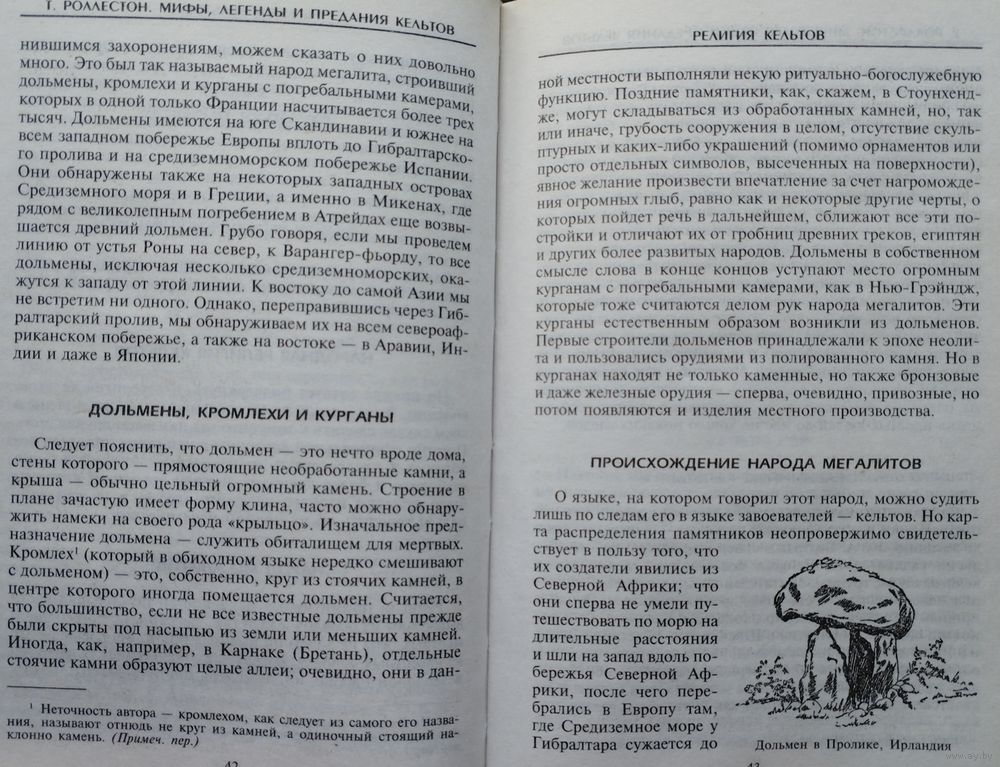 Т. РОЛЛЕСТОН. МИФЫ, ЛЕГЕНДЫ И ПРЕДАНИЯ КЕЛЬТОВ
нившимся захоронениям, можем сказать о них довольно
много. Это был так называемый народ мегалита, строивший
дольмены, кромлехи и курганы с погребальными камерами,
которых в одной только Франции насчитывается более трех
тысяч. Дольмены имеются на юге Скандинавии и южнее на
всем западном побережье Европы вплоть до Гибралтарско-
го пролива и на средиземноморском побережье Испании.
Они обнаружены также на некоторых западных островах
Средиземного моря и в Греции, а именно в Микенах, где
рядом с великолепным погребением в Атрейдах еще возвы-
шается древний дольмен. Грубо говоря, если мы проведем
линию от устья Роны на север, к Варангер-фьорду, то все
дольмены, исключая несколько средиземноморских, ока-
жутся к западу от этой линии. К востоку до самой Азии мы
не встретим ни одного. Однако, переправившись через Гиб-
ралтарский пролив, мы обнаруживаем их на всем североаф-
риканском побережье, а также на востоке — в Аравии, Ин-
дии и даже в Японии.
ДОЛЬМЕНЫ, КРОМЛЕХИ И КУРГАНЫ
Следует пояснить, что дольмен — это нечто вроде дома,
стены которого — прямостоящие необработанные камни, а
крыша — обычно цельный огромный камень. Строение в
плане зачастую имеет форму клина, часто можно обнару-
жить намеки на своего рода «крыльцо». Изначальное пред-
назначение дольмена — служить обиталищем для мертвых.
Кромлех¹ (который в обиходном языке нередко смешивают
с дольменом) — это, собственно, круг из стоячих камней, в
центре которого иногда помещается дольмен. Считается,
что большинство, если не все известные дольмены прежде
были скрыты под насыпью из земли или меньших камней.
Иногда, как, например, в Карнаке (Бретань), отдельные
стоячие камни образуют целые аллеи; очевидно, они в дан-
¹ Неточность автора — кромлехом, как следует из самого его назва-
ния, называют отнюдь не круг из камней, а одиночный стоящий на-
клонно камень. (Примеч. пер.)
42
РЕЛИГИЯ КЕЛЬТОВ
ной местности выполняли некую ритуально-богослужебную
функцию. Поздние памятники, как, скажем, в Стоунхенд-
же, могут складываться из обработанных камней, но, так
или иначе, грубость сооружения в целом, отсутствие скуль-
птурных и каких-либо украшений (помимо орнаментов или
просто отдельных символов, высеченных на поверхности),
явное желание произвести впечатление за счет нагроможде-
ния огромных глыб, равно как и некоторые другие черты, о
которых пойдет речь в дальнейшем, сближают все эти по-
стройки и отличают их от гробниц древних греков, египтян
и других более развитых народов. Дольмены в собственном
смысле слова в конце концов уступают место огромным
курганам с погребальными камерами, как в Нью-Грэйндж,
которые тоже считаются делом рук народа мегалитов. Эти
курганы естественным образом возникли из дольменов.
Первые строители дольменов принадлежали к эпохе неоли-
та и пользовались орудиями из полированного камня. Но в
курганах находят не только каменные, но также бронзовые
и даже железные орудия — сперва, очевидно, привозные, но
потом появляются и изделия местного производства.
ПРОИСХОЖДЕНИЕ НАРОДА МЕГАЛИТОВ
О языке, на котором говорил этот народ, можно судить
лишь по следам его в языке завоевателей — кельтов. Но кар-
та распределения памятников неопровержимо свидетель-
ствует в пользу того, что
их создатели явились из
Северной Африки; что
они сперва не умели пу-
тешествовать по морю на
длительные расстояния
и шли на запад вдоль по-
бережья Северной Аф-
рики, после чего пере-
брались в Европу там,
где Средиземное море у
Гибралтара сужается до
Дольмен в Пролике, Ирландия
43
www.ay.by